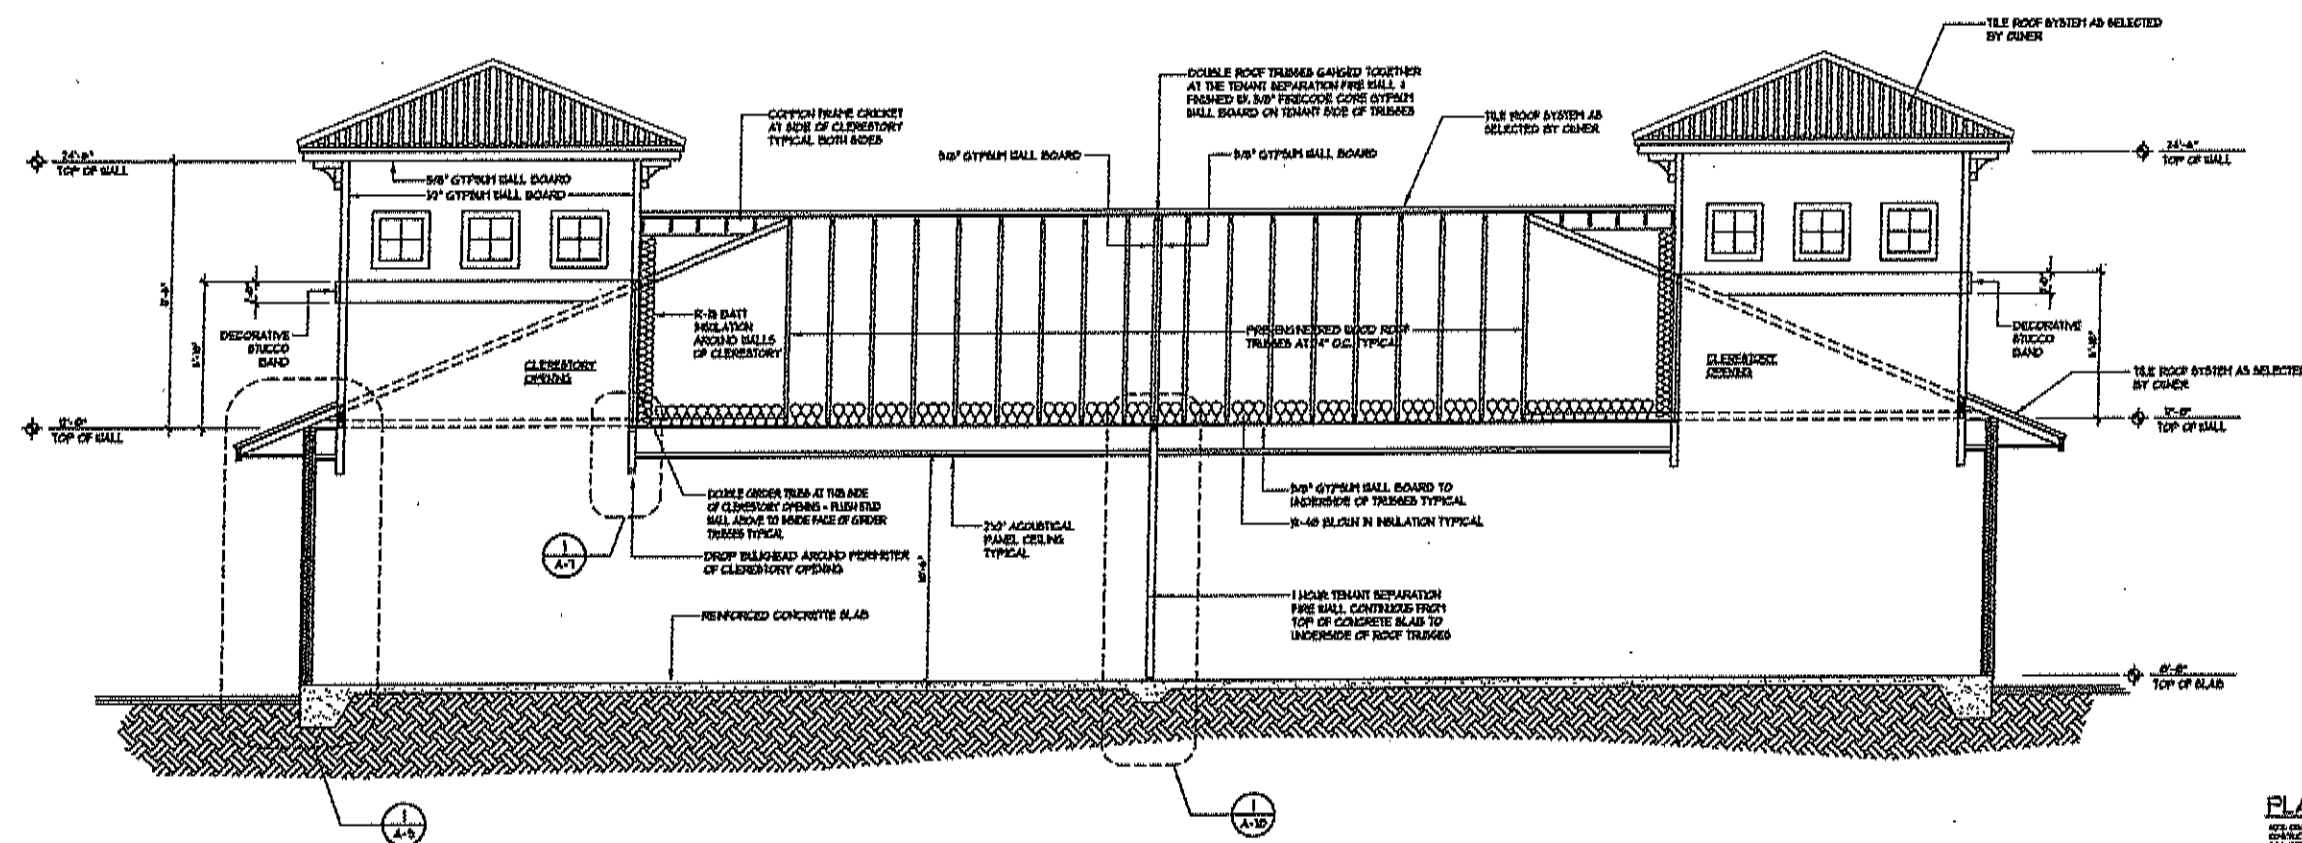 TILE ROOF SYSTEM AS SELECTED
BY OWNER
DOUBLE ROOF TRUSSES GANGED TOGETHER
AT THE TENANT SEPARATION FIRE WALL &
FINISHED W/ 5/8" FIRECODE CORE GYPSUM
WALL BOARD ON TENANT SIDE OF TRUSSES
COMMON FRAME CRICKET
AT SIDE OF CLERESTORY
TYPICAL BOTH SIDES
TILE ROOF SYSTEM AS
SELECTED BY OWNER
5/8" GYPSUM WALL BOARD
5/8" GYPSUM WALL BOARD
24'-6"
TOP OF WALL
24'-6"
TOP OF WALL
5/8" GYPSUM WALL BOARD
1/2" GYPSUM WALL BOARD
DECORATIVE
STUCCO
BAND
R-19 BATT
INSULATION
AROUND WALLS
OF CLERESTORY
PRE-ENGINEERED WOOD ROOF
TRUSSES AT 24" O.C. TYPICAL
DECORATIVE
STUCCO
BAND
CLERESTORY
OPENING
CLERESTORY
OPENING
TILE ROOF SYSTEM AS SELECTED
BY OWNER
TOP OF WALL
TOP OF WALL
DOUBLE GIRDER TRUSS AT THIS SIDE
OF CLERESTORY OPENING - FLUSH STUD
WALL ABOVE TO INSIDE FACE OF GIRDER
TRUSSES TYPICAL
5/8" GYPSUM WALL BOARD TO
UNDERSIDE OF TRUSSES TYPICAL
R-40 BLOWN IN INSULATION TYPICAL
2'x2' ACOUSTICAL
PANEL CEILING
TYPICAL
1
A-7
DROP BULKHEAD AROUND PERIMETER
OF CLERESTORY OPENING
1 HOUR TENANT SEPARATION
FIRE WALL CONTINUOUS FROM
TOP OF CONCRETE SLAB TO
UNDERSIDE OF ROOF TRUSSES
REINFORCED CONCRETE SLAB
0'-0"
TOP OF SLAB
1
A-9
1
A-10
PLA